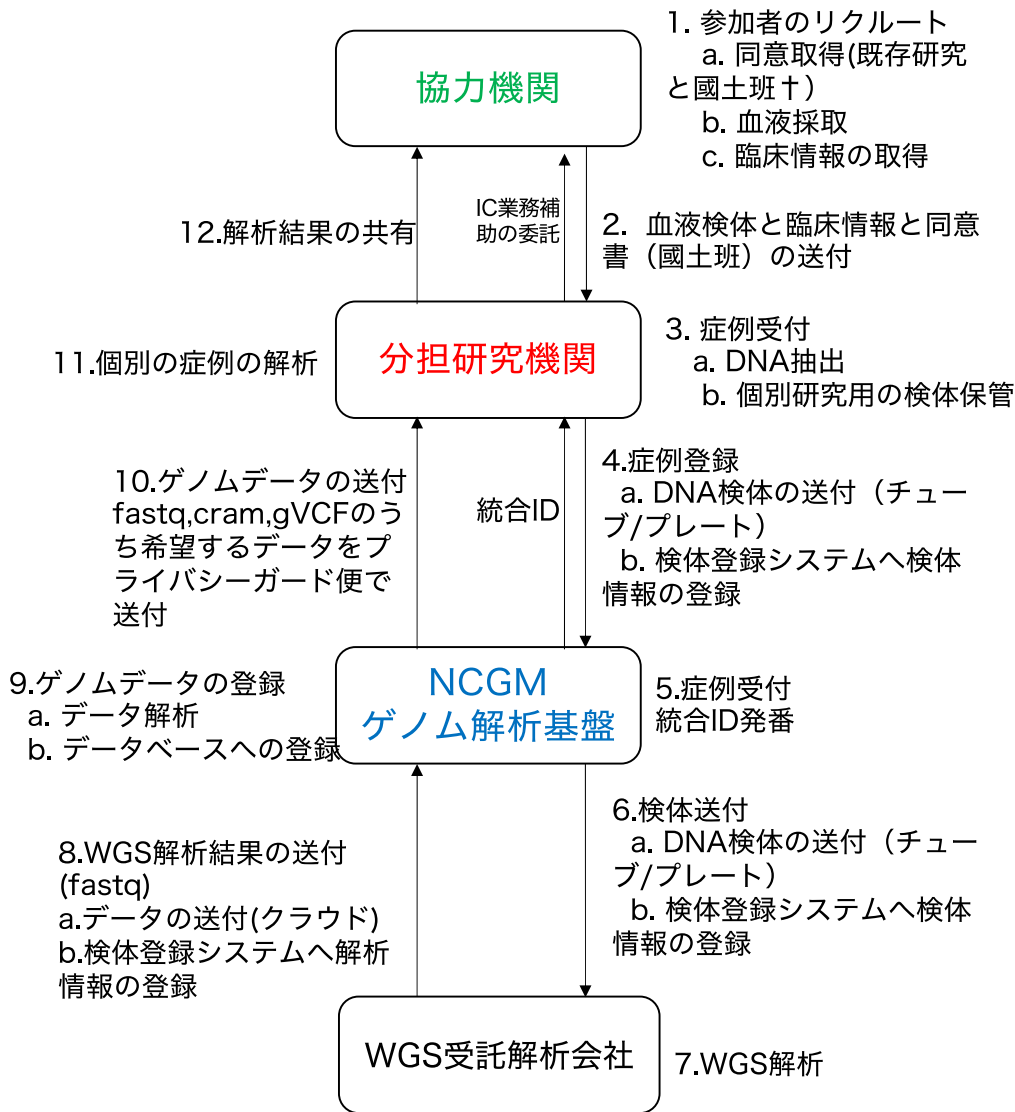 1. 参加者のリクルート
a. 同意取得(既存研究
と國土班†)
b. 血液採取
c. 臨床情報の取得
協力機関
12.解析結果の共有
IC業務補
助の委託
2. 血液検体と臨床情報と同意
書（國土班）の送付
分担研究機関
11.個別の症例の解析
3. 症例受付
a. DNA抽出
b. 個別研究用の検体保管
10.ゲノムデータの送付
fastq,cram,gVCFのう
ち希望するデータをプ
ライバシーガード便で
送付
統合ID
4.症例登録
a. DNA検体の送付（チュー
ブ/プレート）
b. 検体登録システムへ検体
情報の登録
NCGM
ゲノム解析基盤
9.ゲノムデータの登録
a. データ解析
b. データベースへの登録
5.症例受付
統合ID発番
6.検体送付
a. DNA検体の送付（チュー
ブ/プレート）
b. 検体登録システムへ検体
情報の登録
8.WGS解析結果の送付
(fastq)
a.データの送付(クラウド)
b.検体登録システムへ解析
情報の登録
WGS受託解析会社
7.WGS解析